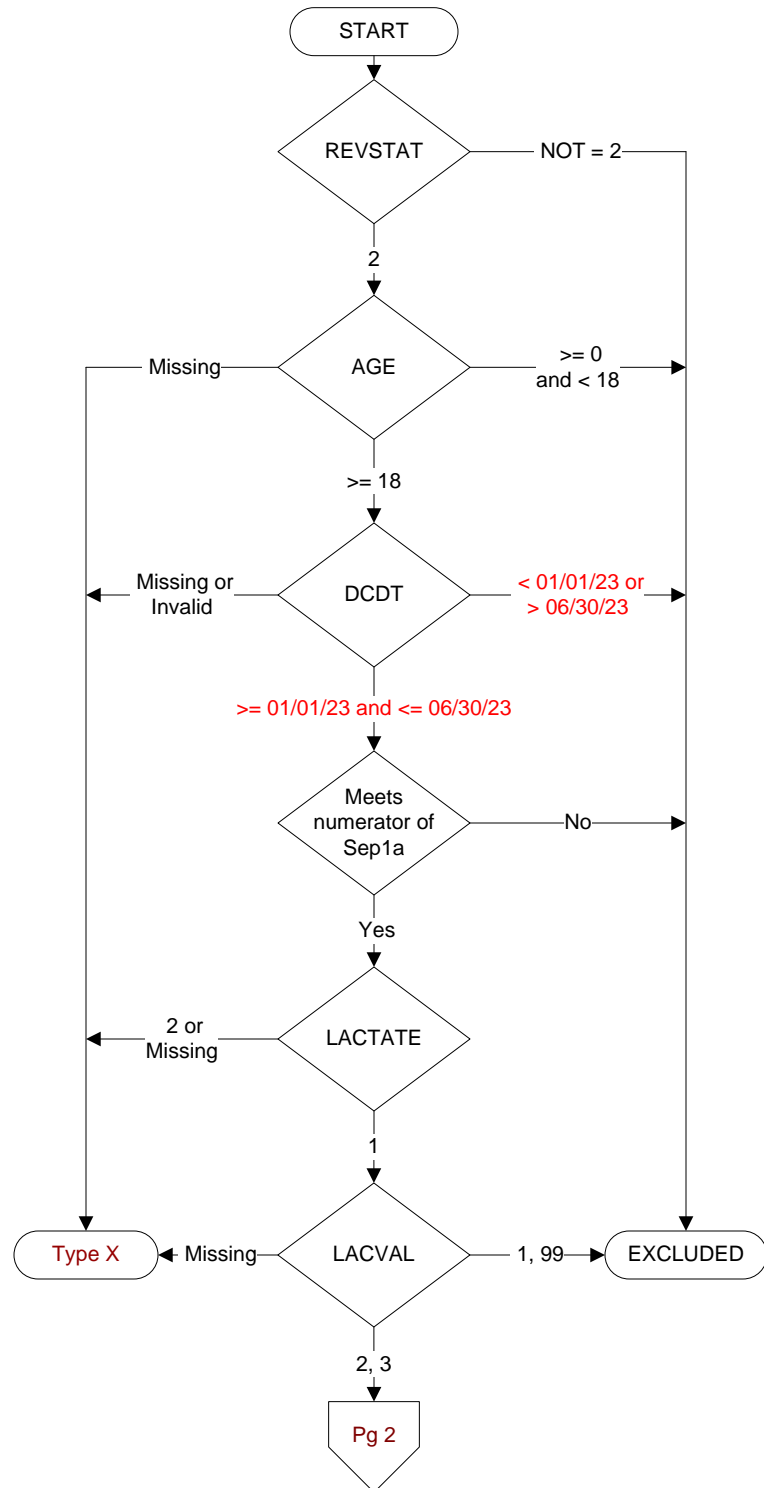 START
REVSTAT
NOT = 2
2
AGE
Missing
>= 0
and < 18
>= 18
DCDT
Missing or
Invalid
< 01/01/23 or
> 06/30/23
>= 01/01/23 and <= 06/30/23
Meets
numerator of
Sep1a
No
Yes
LACTATE
2 or
Missing
1
Type X
Missing
LACVAL
1, 99
EXCLUDED
2, 3
Pg 2